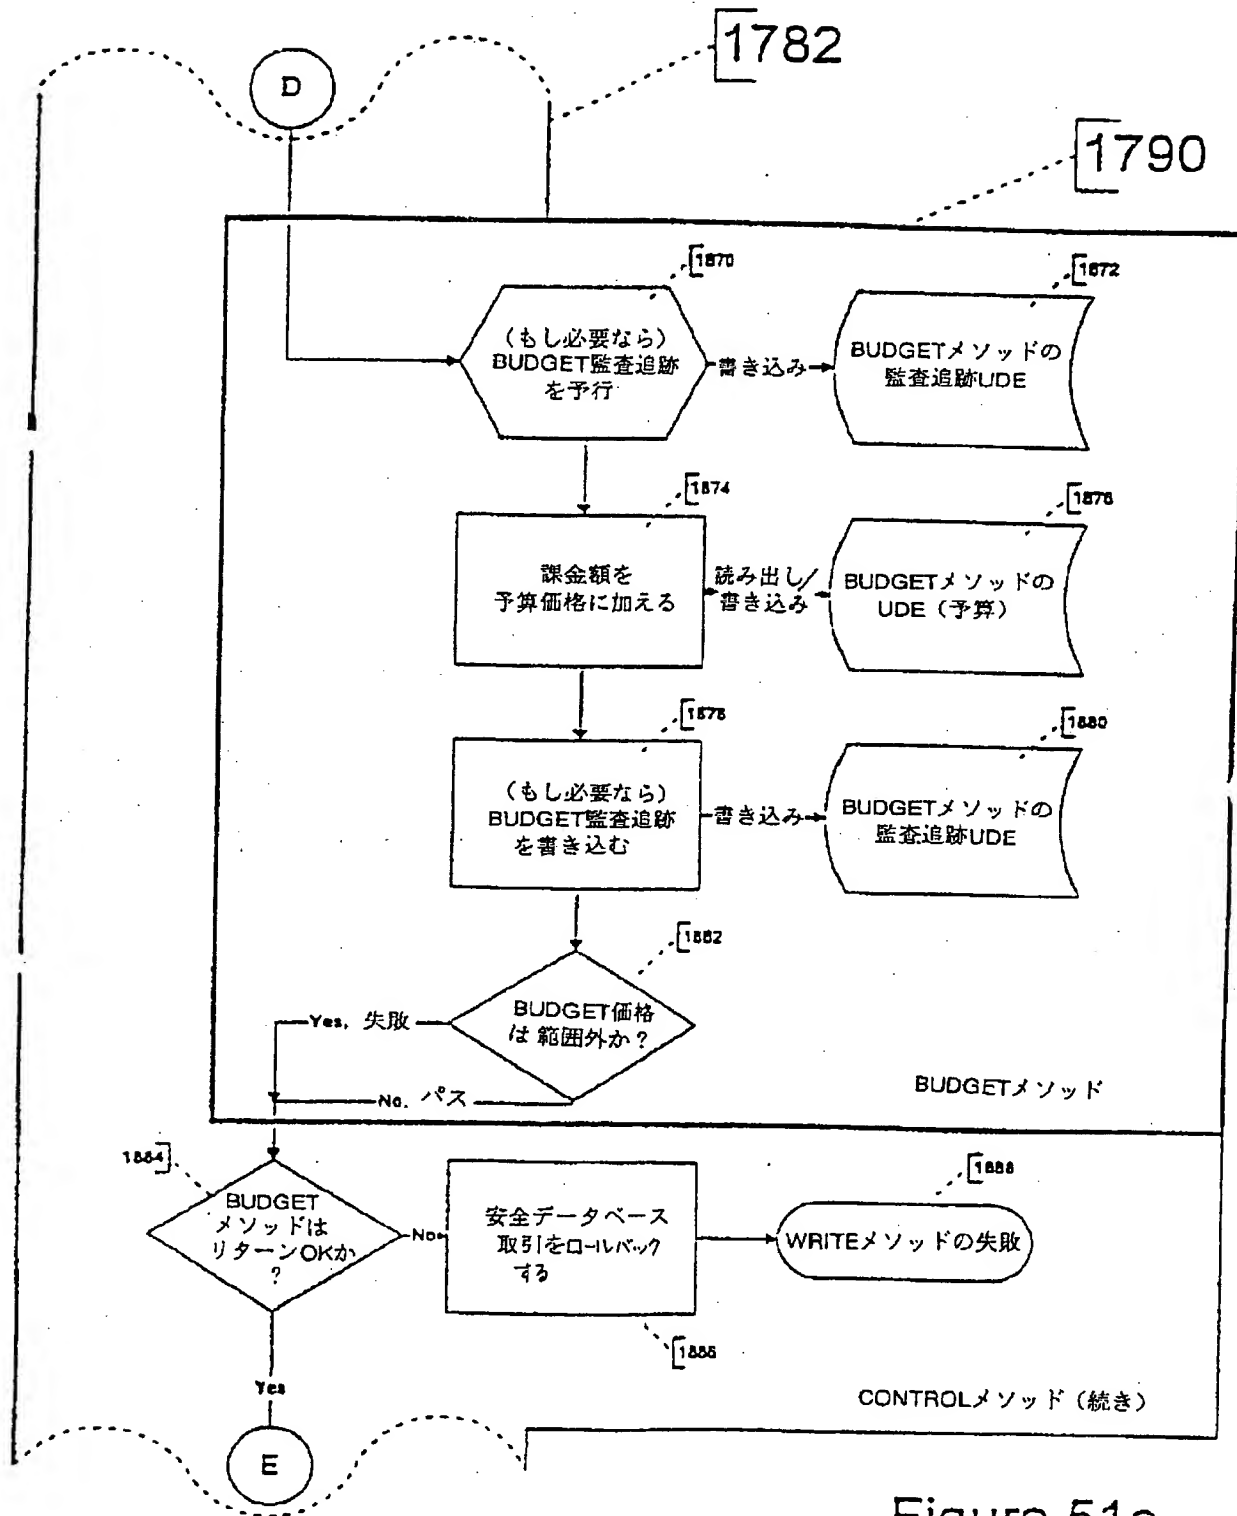 1782
D
1790
1870
1872
(もし必要なら)
BUDGET監査追跡
を予行
書き込み
BUDGETメソッドの
監査追跡UDE
1874
1876
課金額を
予算価格に加える
読み出し/
書き込み
BUDGETメソッドの
UDE(予算)
1878
1880
(もし必要なら)
BUDGET監査追跡
を書き込む
書き込み
BUDGETメソッドの
監査追跡UDE
1882
BUDGET価格
は範囲外か?
Yes, 失敗
No, パス
BUDGETメソッド
1884
BUDGET
メソッドは
リターンOKか
?
No
安全データベース
取引をロールバック
する
1888
WRITEメソッドの失敗
1886
Yes
CONTROLメソッド(続き)
E